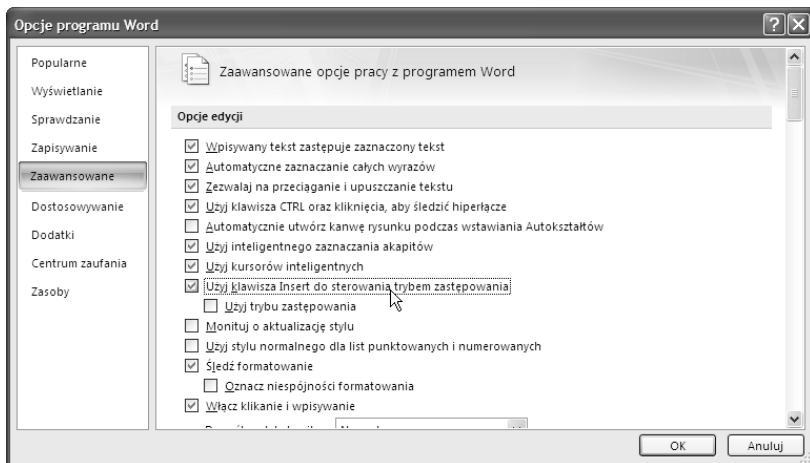 Opcje programu Word
Popularne
Wyświetlanie
Sprawdzanie
Zapisywanie
Zaawansowane
Dostosowywanie
Dodatki
Centrum zaufania
Zasoby
Zaawansowane opcje pracy z programem Word
Opcje edycji
Wpisywany tekst zastępuje zaznaczony tekst
Automatyczne zaznaczanie całych wyrazów
Zezwalaj na przeciąganie i upuszczanie tekstu
Użyj klawisza CTRL oraz kliknięcia, aby śledzić hiperłącze
Automatycznie utwórz kanwę rysunku podczas wstawiania Autokształtów
Użyj inteligentnego zaznaczania akapitów
Użyj kursorów inteligentnych
Użyj klawisza Insert do sterowania trybem zastępowania
Użyj trybu zastępowania
Monituj o aktualizację stylu
Użyj stylu normalnego dla list punktowanych i numerowanych
Śledź formatowanie
Oznacz niespójności formatowania
Włącz klikanie i wpisywanie
OK
Anuluj